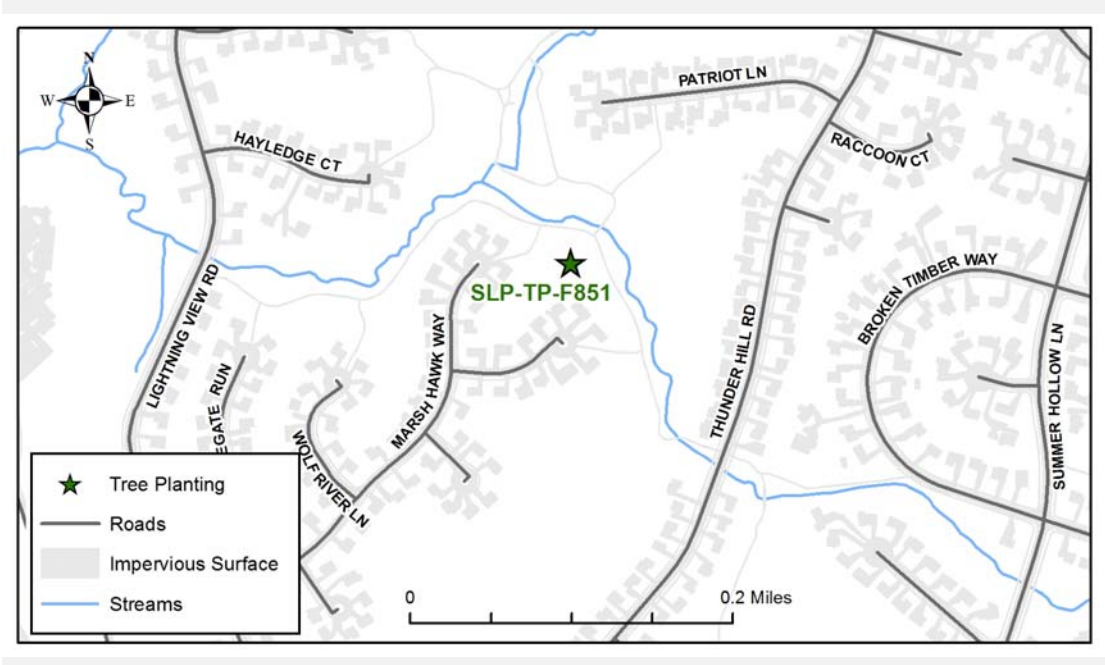 N
W E
S
PATRIOT LN
HAYLEDGE CT
RACCOON CT
BROKEN TIMBER WAY
LIGHTNING VIEW RD
SLP-TP-F851
THUNDER HILL RD
MARSH HAWK WAY
SUMMER HOLLOW LN
EGATE RUN
WOLF RIVER LN
Tree Planting
Roads
Impervious Surface
Streams
0 0.2 Miles